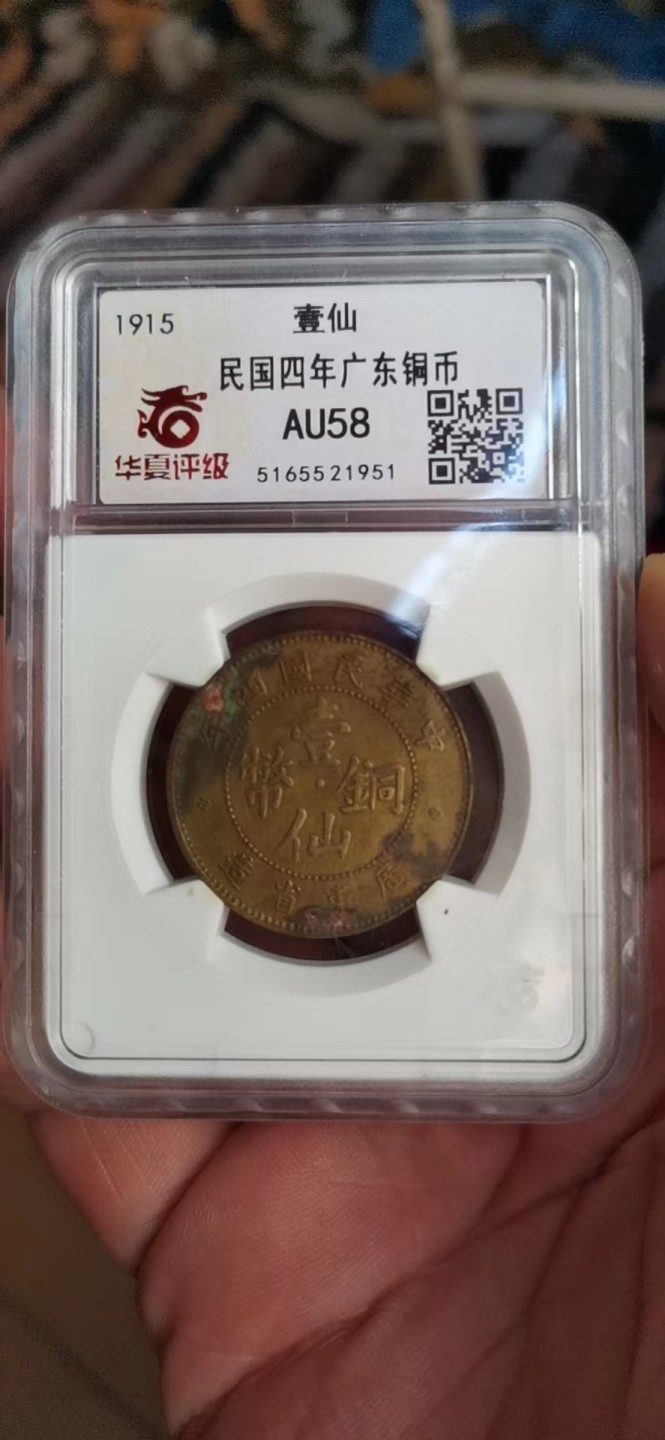 1915
壹仙
民国四年广东铜币
AU58
华夏评级
5165521951
中華民國四年
壹仙
銅幣
廣東省造